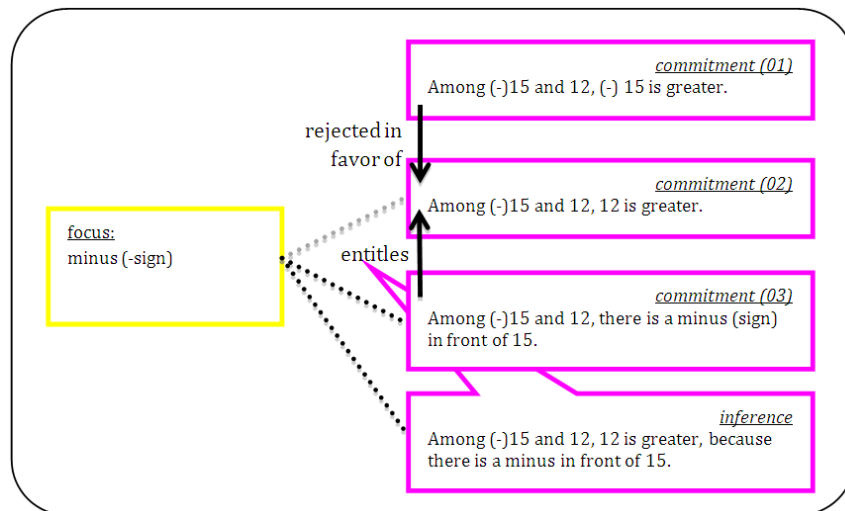 commitment (01)
Among (-)15 and 12, (-) 15 is greater.
rejected in
favor of
commitment (02)
Among (-)15 and 12, 12 is greater.
focus:
minus (-sign)
entitles
commitment (03)
Among (-)15 and 12, there is a minus (sign)
in front of 15.
inference
Among (-)15 and 12, 12 is greater, because
there is a minus in front of 15.